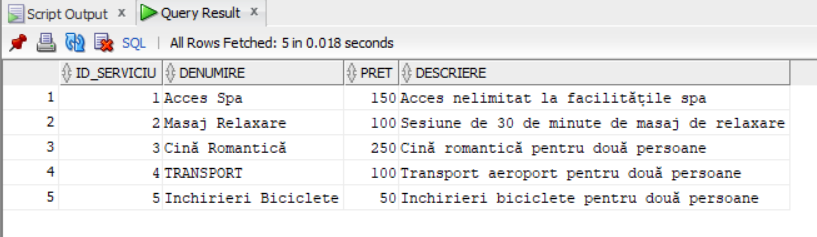 Script Output × Query Result ×
SQL | All Rows Fetched: 5 in 0.018 seconds
ID_SERVICIU DENUMIRE PRET DESCRIERE
1 1 Acces Spa 150 Acces nelimitat la facilitățile spa
2 2 Masaj Relaxare 100 Sesiune de 30 de minute de masaj de relaxare
3 3 Cină Romantică 250 Cină romantică pentru două persoane
4 4 TRANSPORT 100 Transport aeroport pentru două persoane
5 5 Inchirieri Biciclete 50 Inchirieri biciclete pentru două persoane